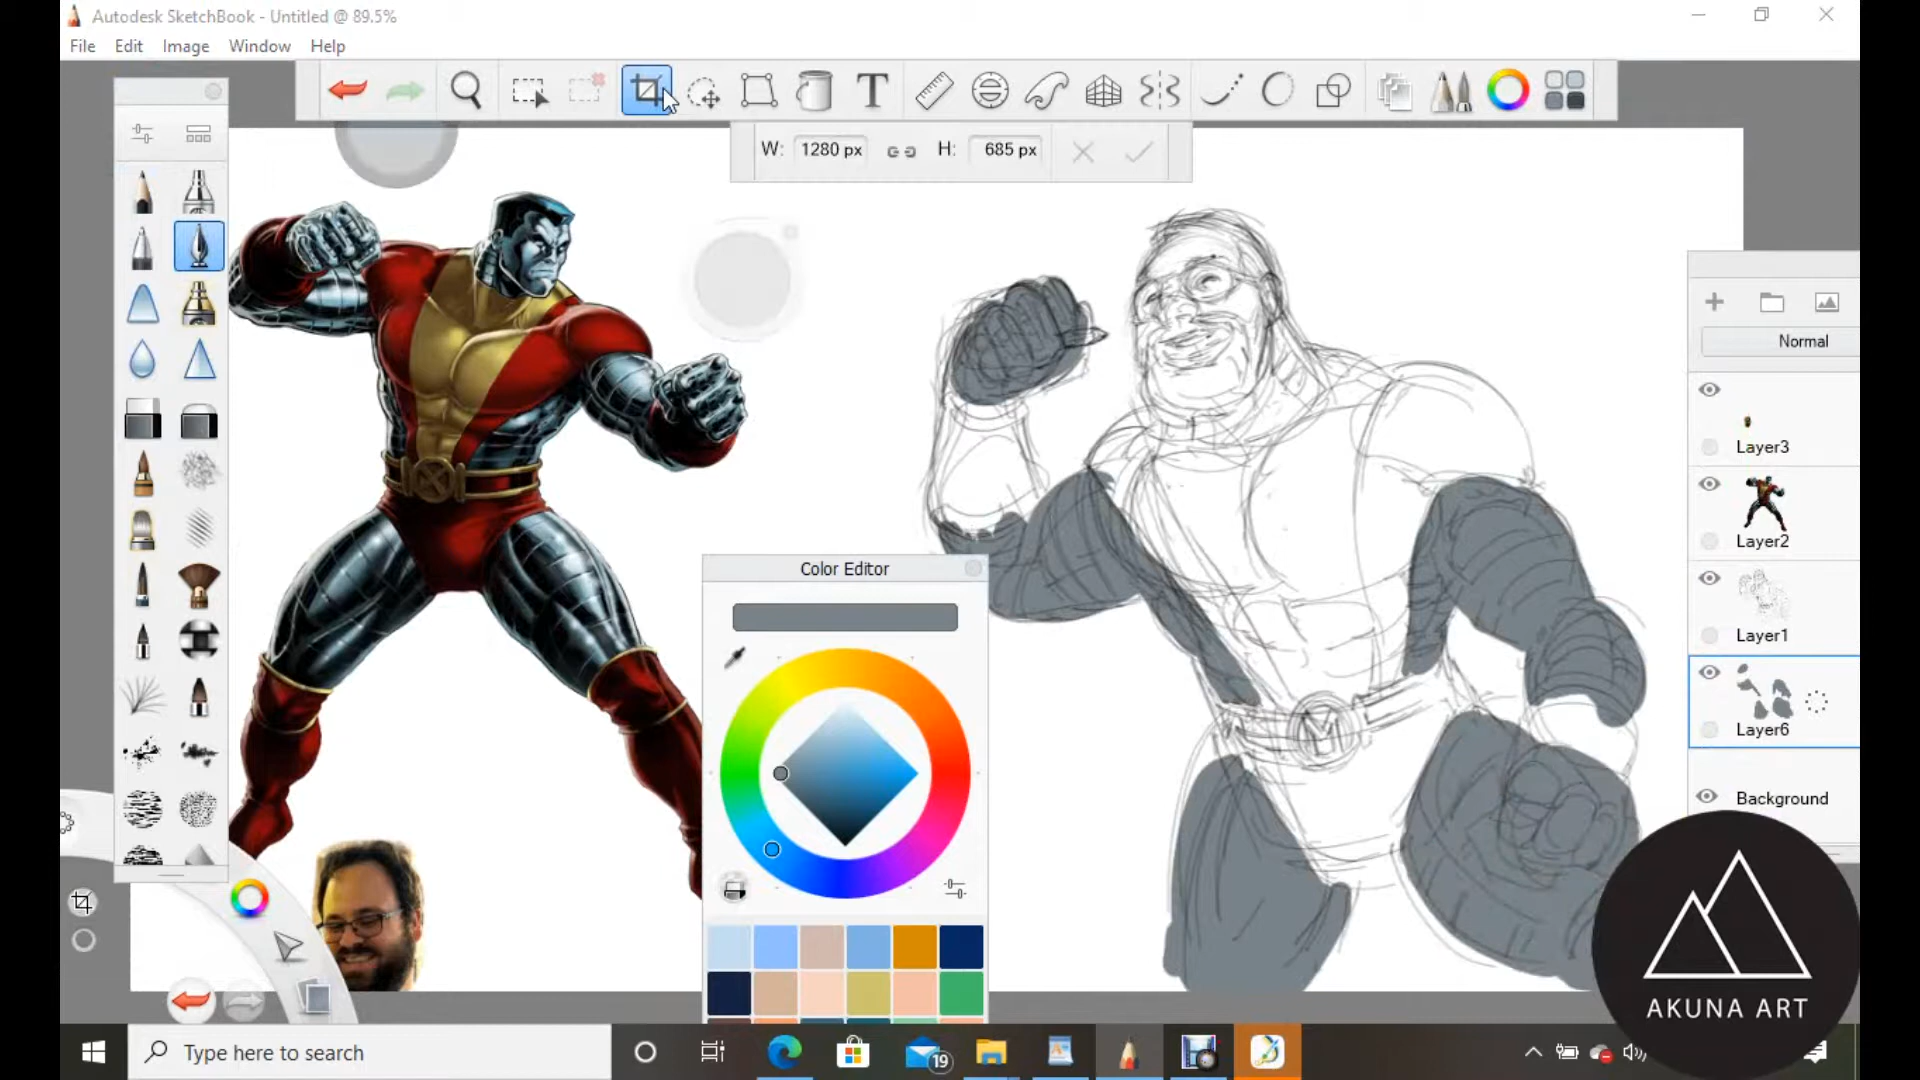 Autodesk SketchBook - Untitled @ 89.5%
File Edit Image Window Help
T
W: 1280 px H: 685 px
Normal
Layer3
Layer2
Layer1
Layer6
Background
Color Editor
M
AKUNA ART
Type here to search
19